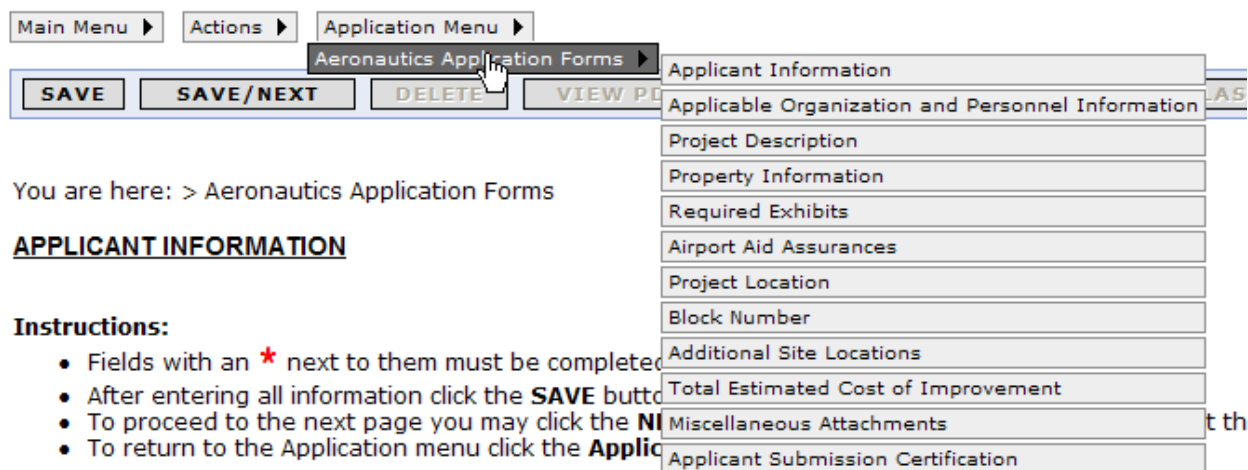 Main Menu ▶ Actions ▶ Application Menu ▶
Aeronautics Application Forms ▶
SAVE SAVE/NEXT DELETE VIEW
Applicant Information
Applicable Organization and Personnel Information
Project Description
Property Information
Required Exhibits
Airport Aid Assurances
Project Location
Block Number
Additional Site Locations
Total Estimated Cost of Improvement
Miscellaneous Attachments
Applicant Submission Certification
You are here: > Aeronautics Application Forms
APPLICANT INFORMATION
Instructions:
• Fields with an * next to them must be completed
• After entering all information click the SAVE
• To proceed to the next page you may click the
• To return to the Application menu click the